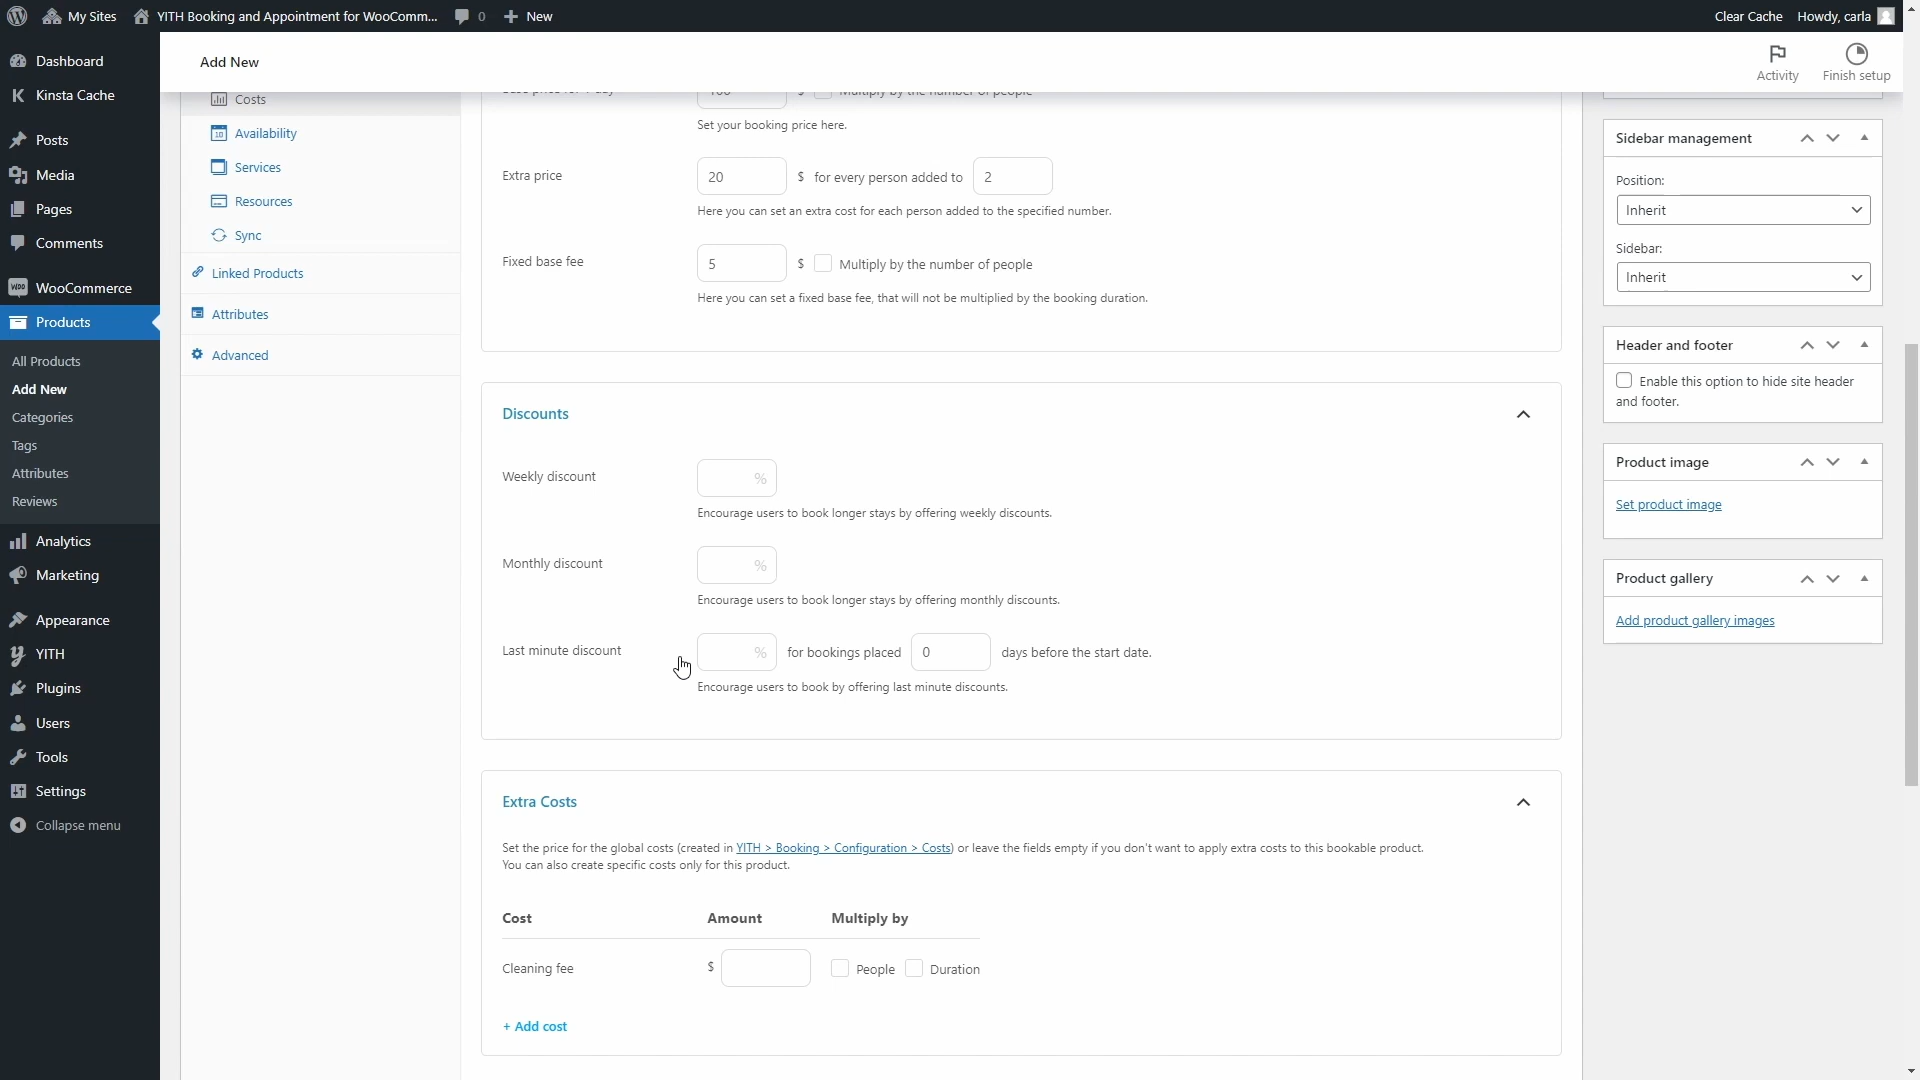 My Sites
YITH Booking and Appointment for WooComm...
0
New
Clear Cache
Howdy, carla
Dashboard
Kinsta Cache
Posts
Media
Pages
Comments
WooCommerce
Products
All Products
Add New
Categories
Tags
Attributes
Reviews
Analytics
Marketing
Appearance
YITH
Plugins
Users
Tools
Settings
Collapse menu
Add New
Activity
Finish setup
Costs
Availability
Services
Resources
Sync
Linked Products
Attributes
Advanced
Multiply by the number of people
Set your booking price here.
Extra price
20 $ for every person added to 2
Here you can set an extra cost for each person added to the specified number.
Fixed base fee
5 $ Multiply by the number of people
Here you can set a fixed base fee, that will not be multiplied by the booking duration.
Discounts
Weekly discount
%
Encourage users to book longer stays by offering weekly discounts.
Monthly discount
%
Encourage users to book longer stays by offering monthly discounts.
Last minute discount
% for bookings placed 0 days before the start date.
Encourage users to book by offering last minute discounts.
Extra Costs
Set the price for the global costs (created in YITH > Booking > Configuration > Costs) or leave the fields empty if you don't want to apply extra costs to this bookable product.
You can also create specific costs only for this product.
Cost Amount Multiply by
Cleaning fee $ People Duration
+ Add cost
Sidebar management
Position:
Inherit
Sidebar:
Inherit
Header and footer
Enable this option to hide site header
and footer.
Product image
Set product image
Product gallery
Add product gallery images